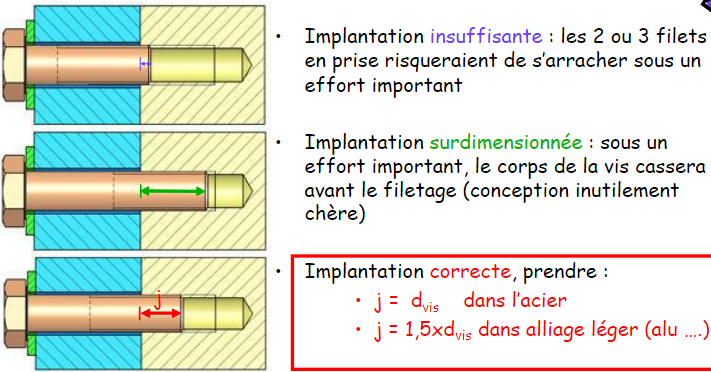 • Implantation insuffisante : les 2 ou 3 filets
en prise risqueraient de s’arracher sous un
effort important
• Implantation surdimensionnée : sous un
effort important, le corps de la vis cassera
avant le filetage (conception inutilement
chère)
• Implantation correcte, prendre :
j
• j = dvis dans l’acier
• j = 1,5xdvis dans alliage léger (alu ….)